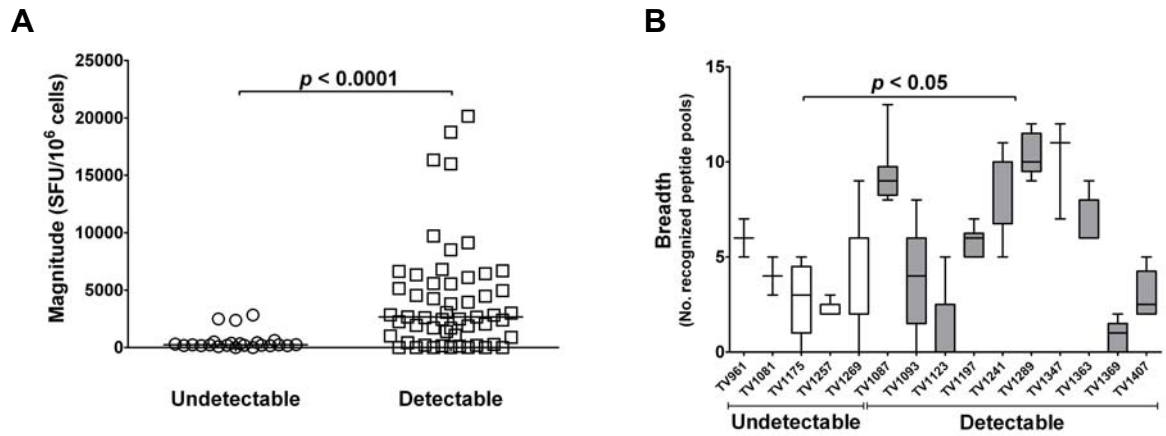 A
Magnitude (SFU/10⁶ cells)
25000
20000
15000
10000
5000
0
p < 0.0001
Undetectable
Detectable
B
Breadth
(No. recognized peptide pools)
15
10
5
0
p < 0.05
TV961
TV1081
TV1175
TV1257
TV1269
TV1087
TV1093
TV1123
TV1197
TV1241
TV1289
TV1347
TV1363
TV1369
TV1407
Undetectable
Detectable